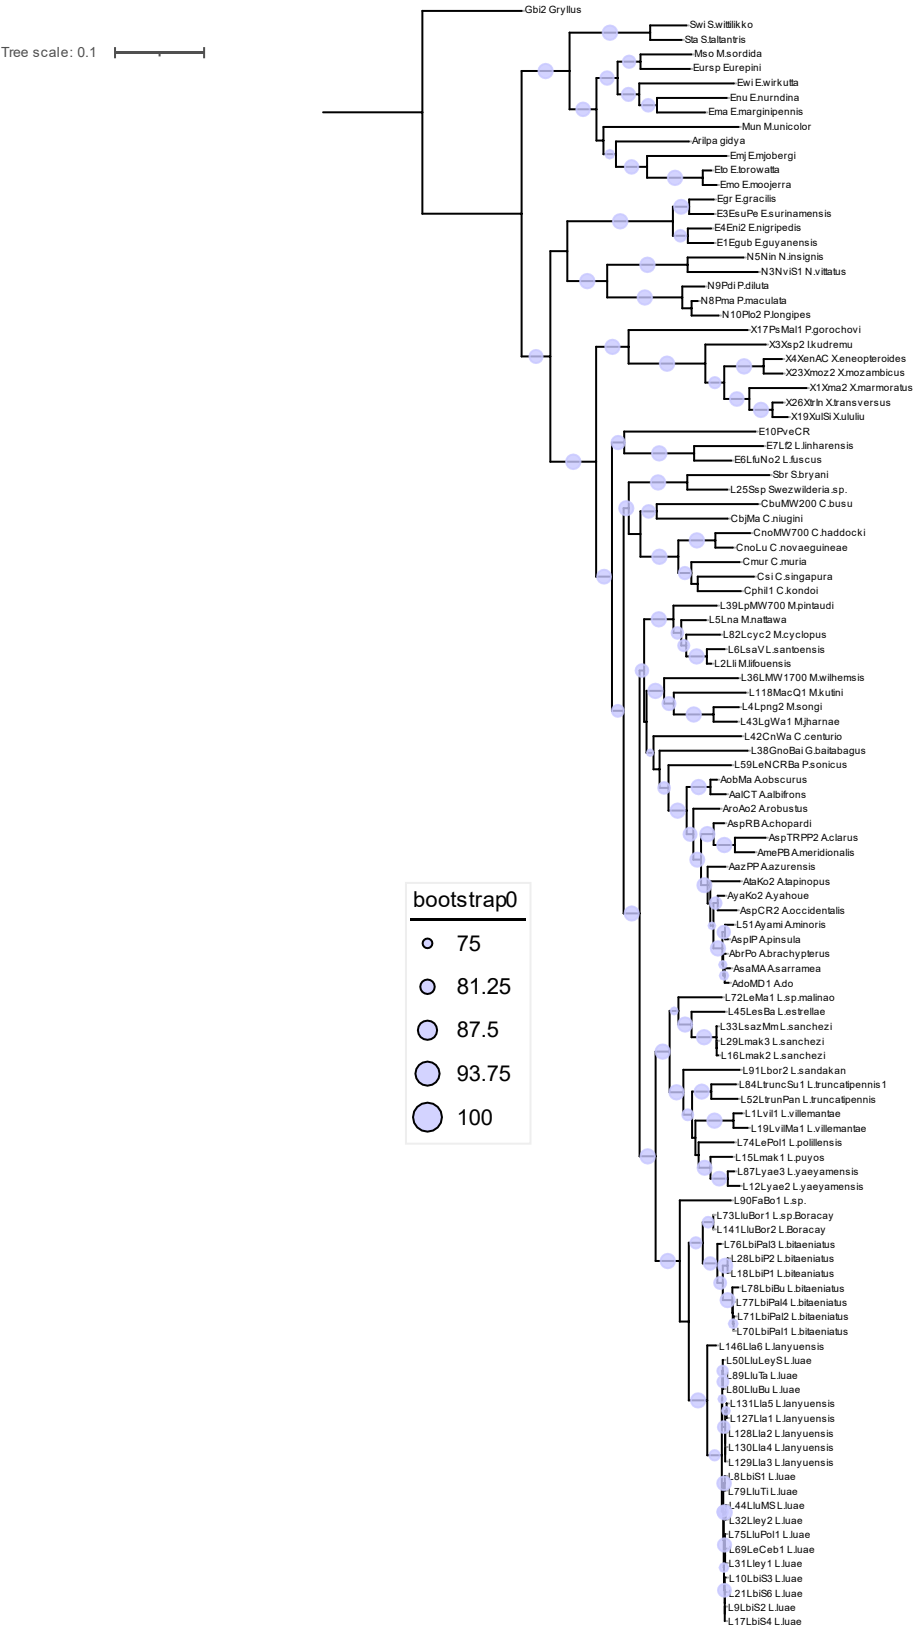 Gbi2 Gryllus
Swi S.wittilikko
Tree scale: 0.1
Sta S.taltantris
Mso M.sordida
Eursp Eurepini
Ewi E.wirkutta
Enu E.nurndina
Ema E.marginipennis
Mun M.unicolor
Arilpa gidya
Emj E.mjobergi
Eto E.torowatta
Emo E.moojerra
Egr E.gracilis
E3EsuPe E.surinamensis
E4Eni2 E.nigripedis
E1Egub E.guyanensis
N5Nin N.insignis
N3NviS1 N.vittatus
N9Pdi P.diluta
N8Pma P.maculata
N10Plo2 P.longipes
X17PsMal1 P.gorochovi
X3Xsp2 I.kudremu
X4XenAC X.eneopteroides
X23Xmoz2 X.mozambicus
X1Xma2 X.marmoratus
X26XtrIn X.transversus
X19XulSi X.ululiu
E10PveCR
E7Lf2 L.linharensis
E6LfuNo2 L.fuscus
Sbr S.bryani
L25Ssp Swezwilderia.sp.
CbuMW200 C.busu
CbjMa C.niugini
CnoMW700 C.haddocki
CnoLu C.novaeguineae
Cmur C.muria
Csi C.singapura
Cphil1 C.kondoi
L39LpMW700 M.pintaudi
L5Lna M.nattawa
L82Lcyc2 M.cyclopus
L6LsaV L.santoensis
L2Lli M.lifouensis
L36LMW1700 M.wilhemsis
L118MacQ1 M.kutini
L4Lpng2 M.songi
L43LgWa1 M.jharnae
L42CnWa C.centurio
L38GnoBai G.baitabagus
L59LeNCRBa P.sonicus
AobMa A.obscurus
AalCT A.albifrons
AroAo2 A.robustus
AspRB A.chopardi
AspTRPP2 A.clarus
AmePB A.meridionalis
AazPP A.azurensis
AtaKo2 A.tapinopus
AyaKo2 A.yahoue
AspCR2 A.occidentalis
L51Ayami A.minoris
AspIP A.pinsula
AbrPo A.brachypterus
AsaMA A.sarramea
AdoMD1 A.do
bootstrap0
75
81.25
87.5
93.75
100
L72LeMa1 L.sp.malinao
L45LesBa L.estrellae
L33LsazMm L.sanchezi
L29Lmak3 L.sanchezi
L16Lmak2 L.sanchezi
L91Lbor2 L.sandakan
L84LtruncSu1 L.truncatipennis1
L52LtrunPan L.truncatipennis
L1Lvil1 L.villemantae
L19LvilMa1 L.villemantae
L74LePol1 L.polillensis
L15Lmak1 L.puyos
L87Lyae3 L.yaeyamensis
L12Lyae2 L.yaeyamensis
L90FaBo1 L.sp.
L73LluBor1 L.sp.Boracay
L141LluBor2 L.Boracay
L76LbiPal3 L.bitaeniatus
L28LbiP2 L.bitaeniatus
L18LbiP1 L.biteaniatus
L78LbiBu L.bitaeniatus
L77LbiPal4 L.bitaeniatus
L71LbiPal2 L.bitaeniatus
L70LbiPal1 L.bitaeniatus
L146Lla6 L.lanyuensis
L50LluLeyS L.luae
L89LluTa L.luae
L80LluBu L.luae
L131Lla5 L.lanyuensis
L127Lla1 L.lanyuensis
L128Lla2 L.lanyuensis
L130Lla4 L.lanyuensis
L129Lla3 L.lanyuensis
L8LbiS1 L.luae
L79LluTi L.luae
L44LluMS L.luae
L32Lley2 L.luae
L75LluPol1 L.luae
L69LeCeb1 L.luae
L31Lley1 L.luae
L10LbiS3 L.luae
L21LbiS6 L.luae
L9LbiS2 L.luae
L17LbiS4 L.luae